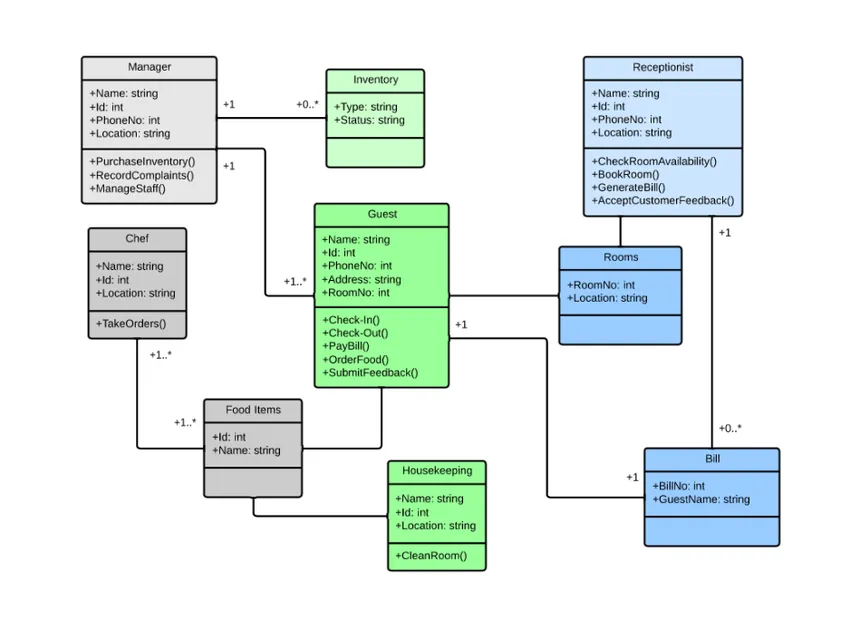 Manager
+Name: string
+Id: int
+PhoneNo: int
+Location: string
+PurchaseInventory()
+RecordComplaints()
+ManageStaff()
+1
+0..*
+1
Inventory
+Type: string
+Status: string
Receptionist
+Name: string
+Id: int
+PhoneNo: int
+Location: string
+CheckRoomAvailability()
+BookRoom()
+GenerateBill()
+AcceptCustomerFeedback()
+1
Chef
+Name: string
+Id: int
+Location: string
+TakeOrders()
+1..*
+1..*
Guest
+Name: string
+Id: int
+PhoneNo: int
+Address: string
+RoomNo: int
+Check-In()
+Check-Out()
+PayBill()
+OrderFood()
+SubmitFeedback()
+1
Rooms
+RoomNo: int
+Location: string
+1..*
Food Items
+Id: int
+Name: string
Housekeeping
+Name: string
+Id: int
+Location: string
+CleanRoom()
+0..*
+1
Bill
+BillNo: int
+GuestName: string